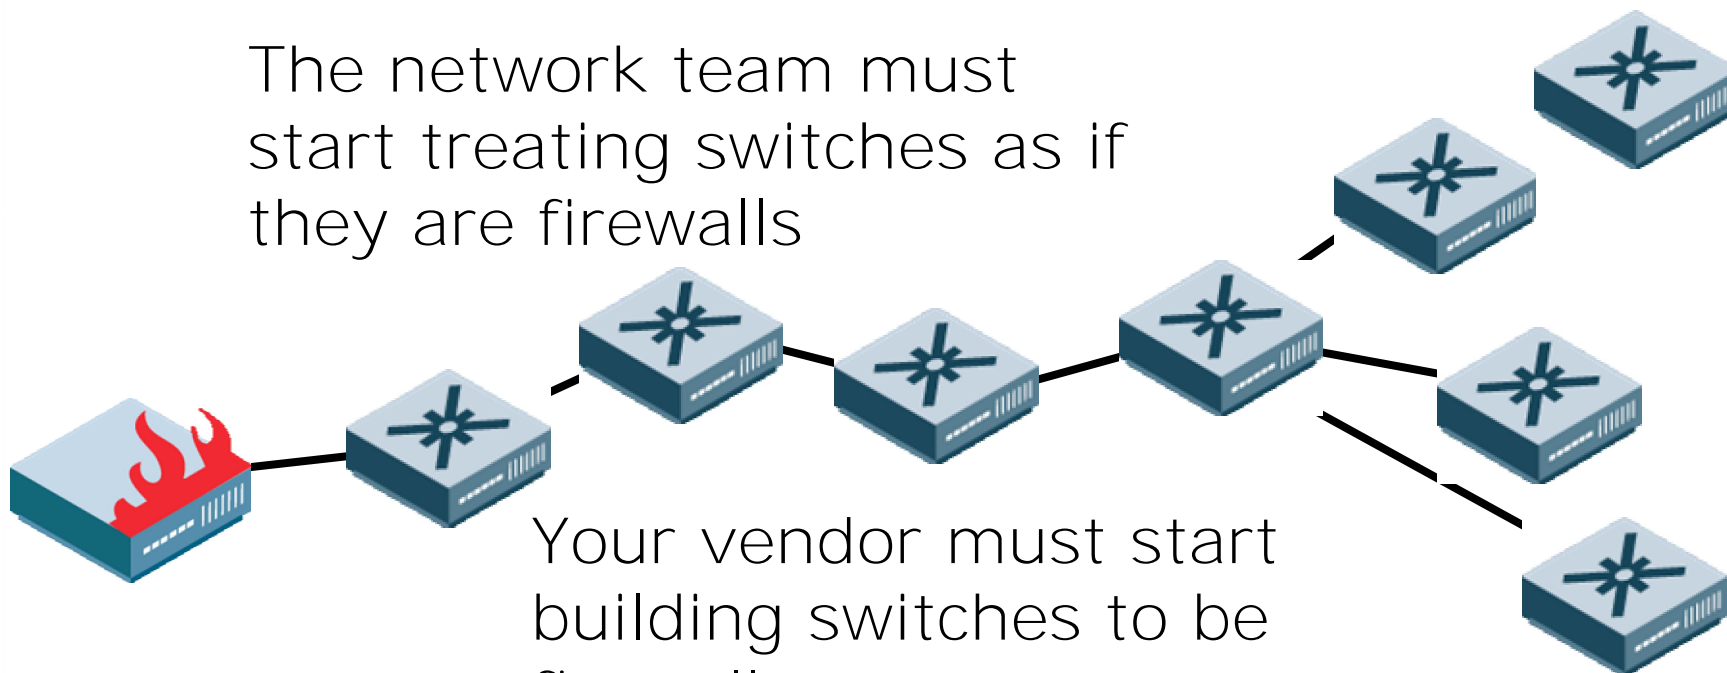 The network team must
start treating switches as if
they are firewalls
Your vendor must start
building switches to be